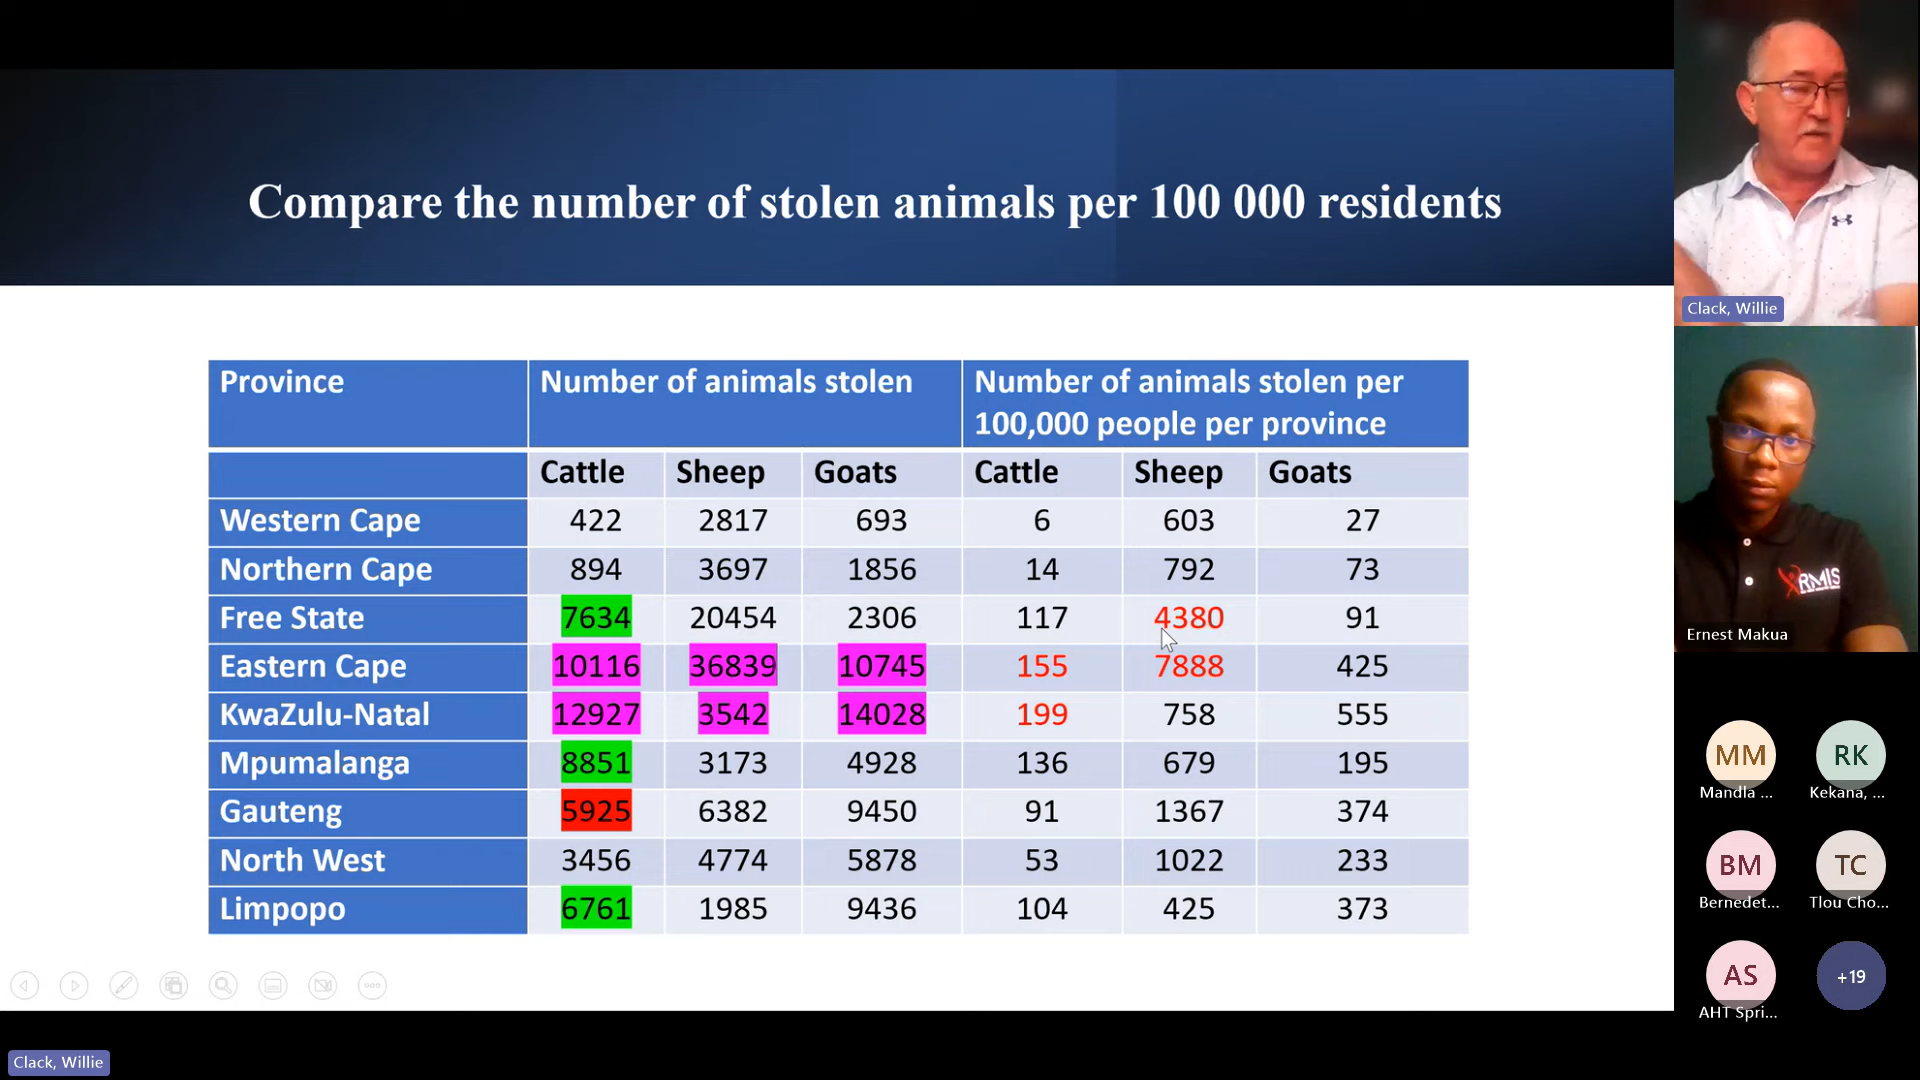 Compare the number of stolen animals per 100 000 residents
Province Number of animals stolen Number of animals stolen per
100,000 people per province
Cattle Sheep Goats Cattle Sheep Goats
Western Cape 422 2817 693 6 603 27
Northern Cape 894 3697 1856 14 792 73
Free State 7634 20454 2306 117 4380 91
Eastern Cape 10116 36839 10745 155 7888 425
KwaZulu-Natal 12927 3542 14028 199 758 555
Mpumalanga 8851 3173 4928 136 679 195
Gauteng 5925 6382 9450 91 1367 374
North West 3456 4774 5878 53 1022 233
Limpopo 6761 1985 9436 104 425 373
Clack, Willie
Clack, Willie
XRMIS
Ernest Makua
MM RK
Mandla ... Kekana, ...
BM TC
Bernedet... Tlou Cho...
AS +19
AHT Spri...